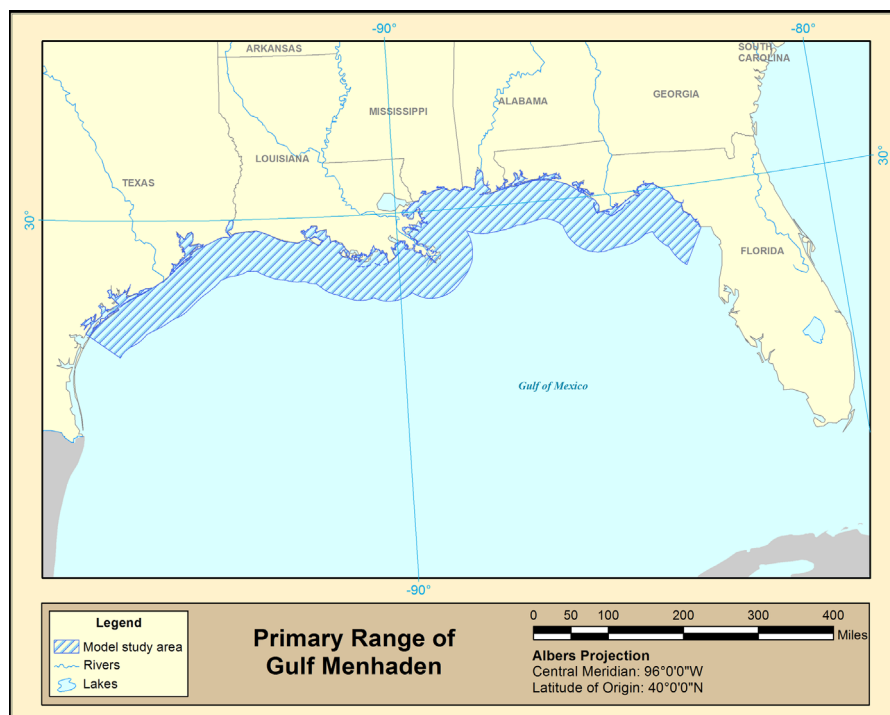 -90°
-80°
ARKANSAS
SOUTH
CAROLINA
MISSISSIPPI
ALABAMA
GEORGIA
LOUISIANA
TEXAS
30°
30°
FLORIDA
Gulf of Mexico
-90°
Legend
Model study area
Rivers
Lakes
Primary Range of
Gulf Menhaden
0 50 100 200 300 400
Miles
Albers Projection
Central Meridian: 96°0'0"W
Latitude of Origin: 40°0'0"N